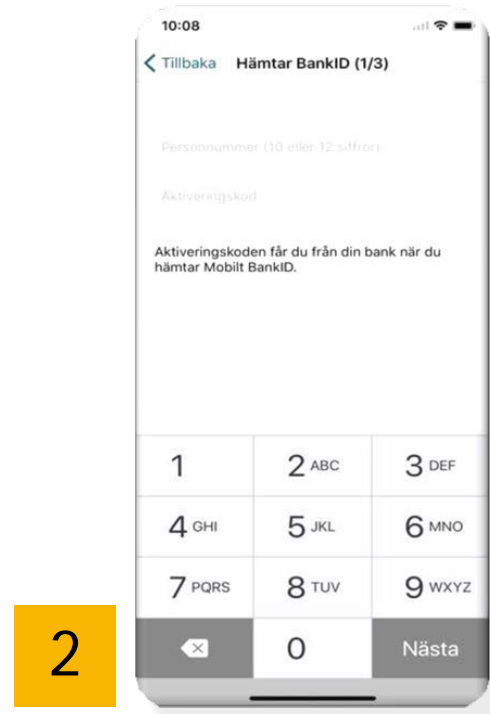 10:08
Tillbaka Hämtar BankID (1/3)
Personnummer (10 eller 12 siffror)
Aktiveringskod
Aktiveringskoden får du från din bank när du
hämtar Mobilt BankID.
1 2 ABC 3 DEF
4 GHI 5 JKL 6 MNO
7 PQRS 8 TUV 9 WXYZ
0 Nästa
2